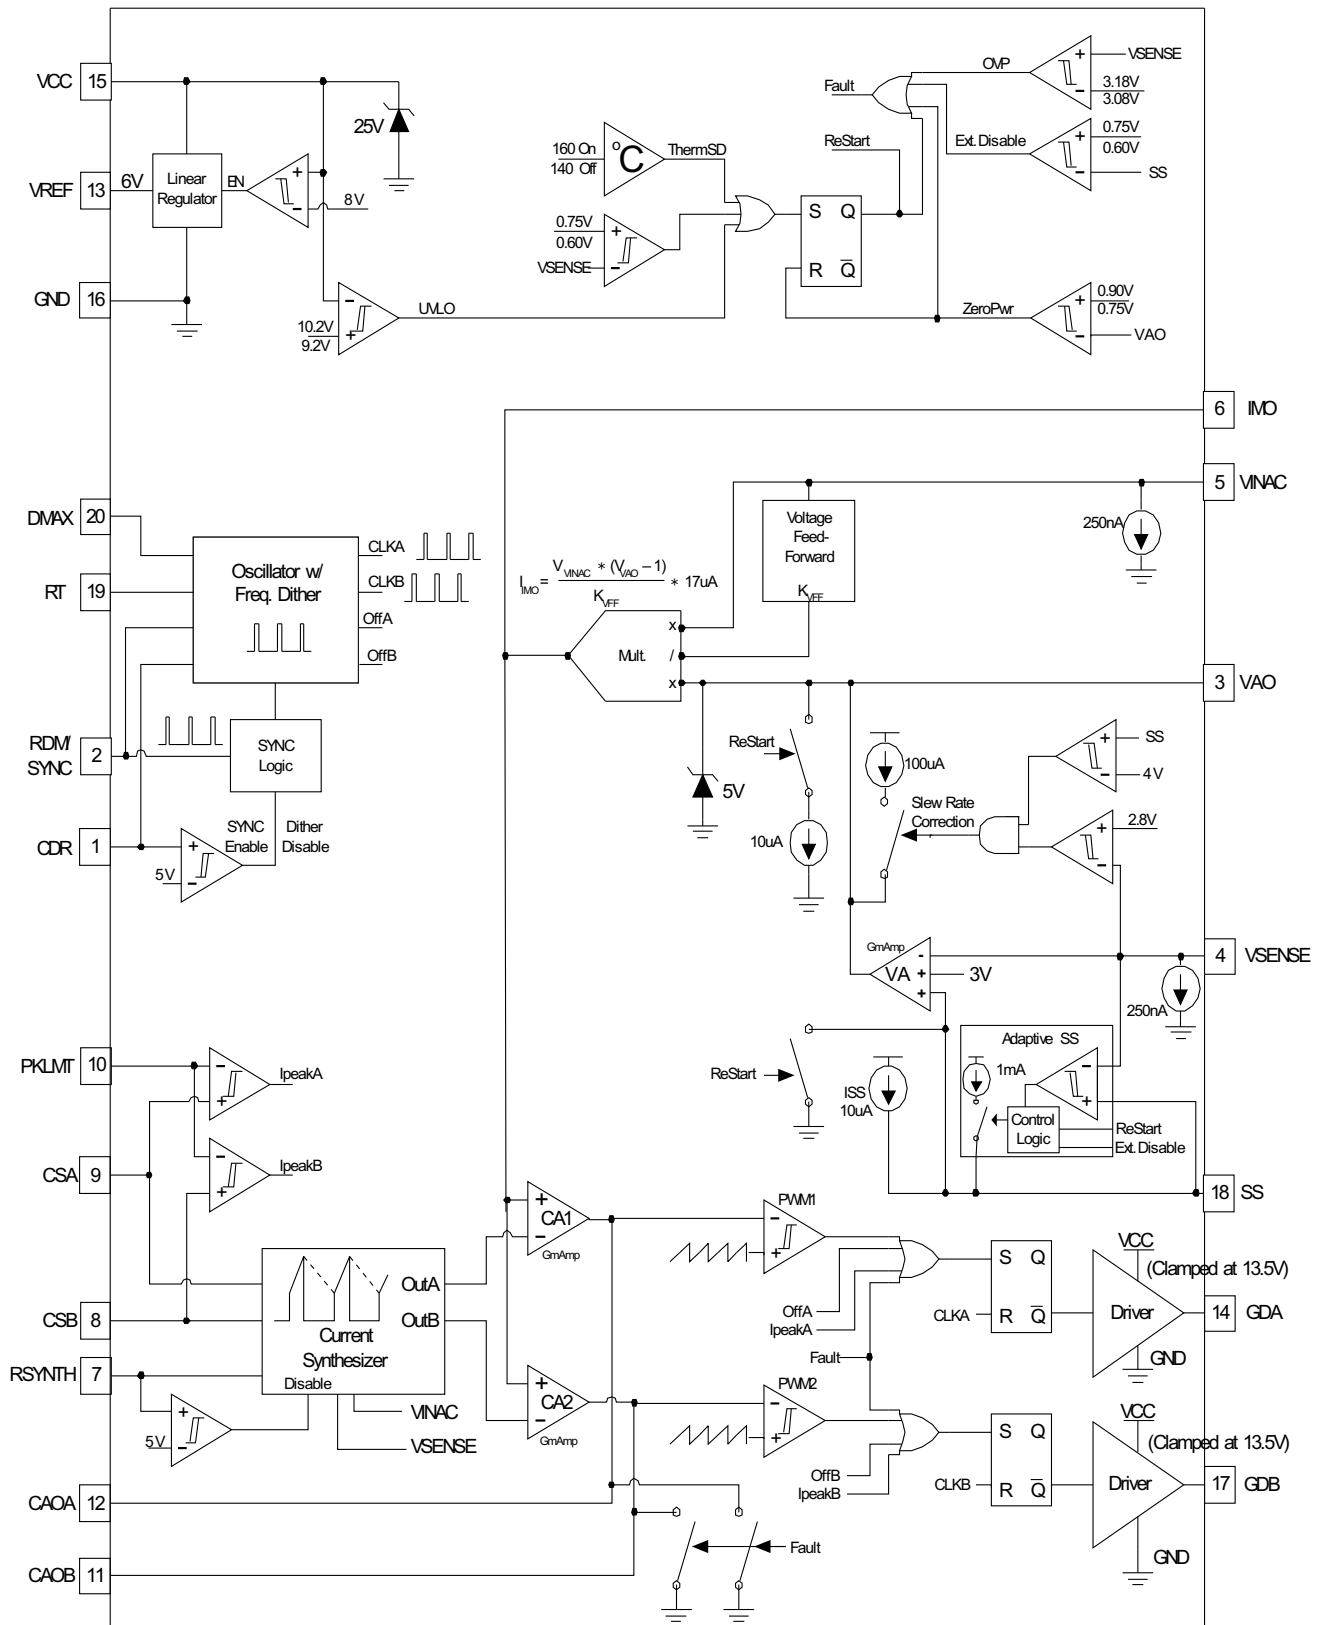 VCC 15
25V
VREF 13
6V
Linear
Regulator
EN
+
−
8V
GND 16
−
+
10.2V
9.2V
UVLO
160 On
140 Off
°C
ThermSD
0.75V
0.60V
VSENSE
+
−
S Q
R Q̅
ReStart
Fault
OVP
+
−
VSENSE
3.18V
3.08V
Ext. Disable
+
−
0.75V
0.60V
SS
ZeroPwr
+
−
0.90V
0.75V
VAO
6 IMO
5 VINAC
250nA
Voltage
Feed-
Forward
K_VFF
I_IMO = V_VINAC * (V_VAO – 1) / K_VFF * 17uA
Mult.
x
/
x
3 VAO
DMAX 20
RT 19
Oscillator w/
Freq. Dither
CLKA
CLKB
OffA
OffB
RDM/
SYNC
2
SYNC
Logic
CDR 1
5V
+
−
SYNC
Enable
Dither
Disable
5V
ReStart
10uA
100uA
Slew Rate
Correction
+
−
SS
4V
+
−
2.8V
GmAmp
VA
-
+
+
3V
4 VSENSE
250nA
ReStart
ISS
10uA
Adaptive SS
1mA
−
+
Control
Logic
ReStart
Ext. Disable
18 SS
PKLMT 10
−
+
IpeakA
CSA 9
−
+
IpeakB
CSB 8
RSYNTH 7
OutA
OutB
Current
Synthesizer
Disable
5V
+
−
VINAC
VSENSE
+
−
CA1
GmAmp
+
−
CA2
GmAmp
PWM1
−
+
OffA
IpeakA
Fault
PWM2
−
+
OffB
IpeakB
S Q
R Q̅
CLKA
S Q
R Q̅
CLKB
VCC
(Clamped at 13.5V)
Driver
GND
14 GDA
VCC
(Clamped at 13.5V)
Driver
GND
17 GDB
CAOA 12
CAOB 11
Fault